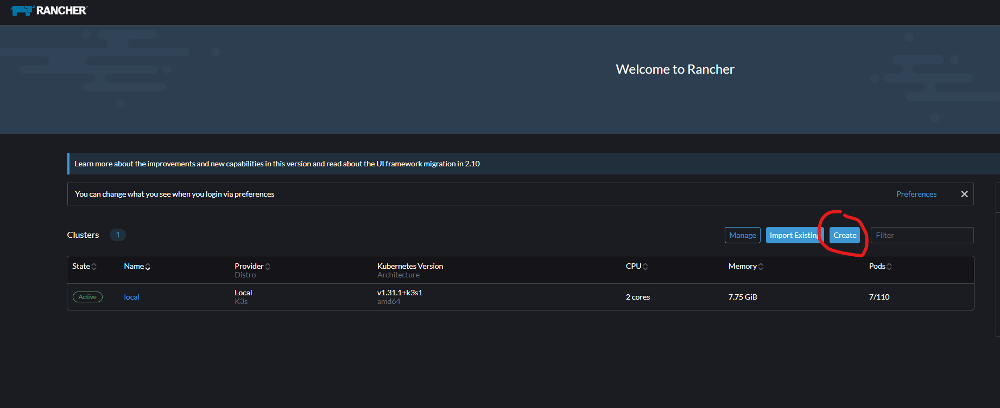 RANCHER
Welcome to Rancher
Learn more about the improvements and new capabilities in this version and read about the UI framework migration in 2.10
You can change what you see when you login via preferences Preferences
Clusters 1 Manage Import Existing Create Filter
State Name Provider Kubernetes Version CPU Memory Pods
Distro Architecture
Active local Local v1.31.1+k3s1 2 cores 7.75 GiB 7/110
K3s amd64